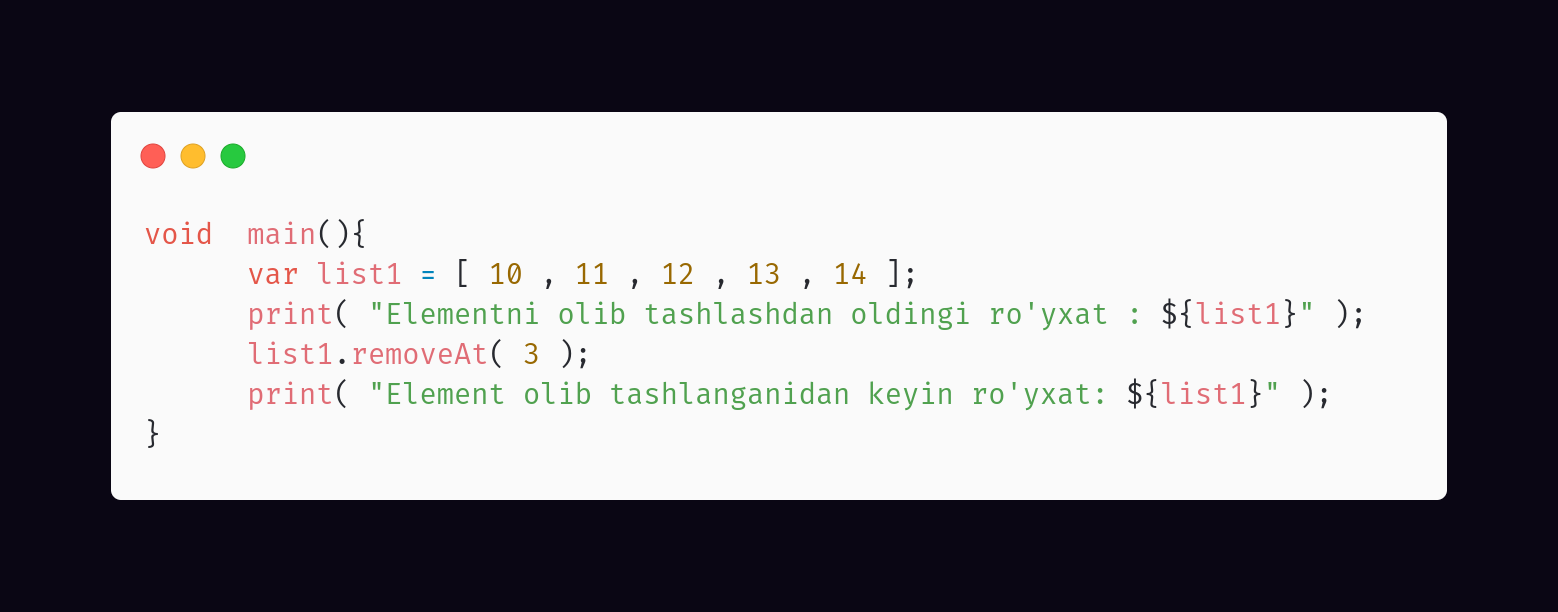 void  main(){
      var list1 = [ 10 , 11 , 12 , 13 , 14 ];
      print( "Elementni olib tashlashdan oldingi ro'yxat : ${list1}" );
      list1.removeAt( 3 );
      print( "Element olib tashlanganidan keyin ro'yxat: ${list1}" );
}